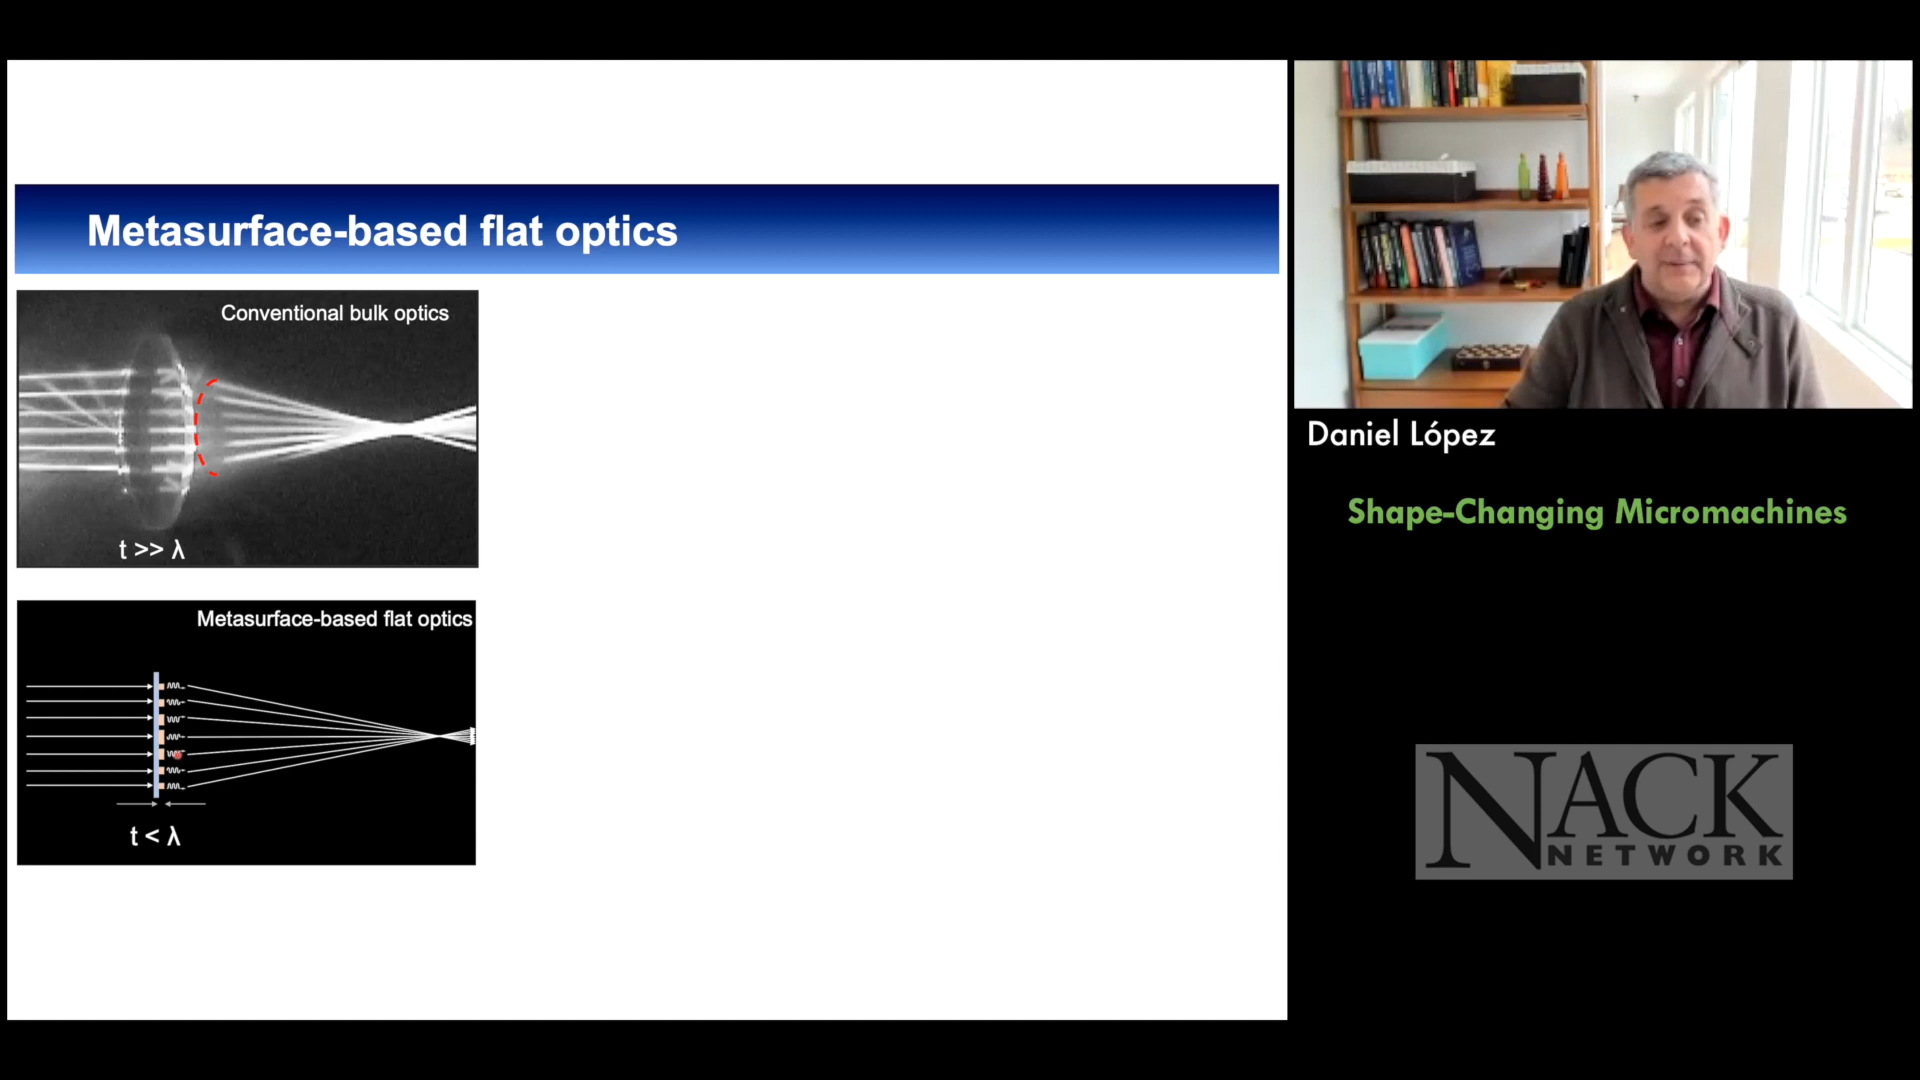 Metasurface-based flat optics
Conventional bulk optics
t >> λ
Metasurface-based flat optics
t < λ
Daniel López
Shape-Changing Micromachines
NACK
NETWORK